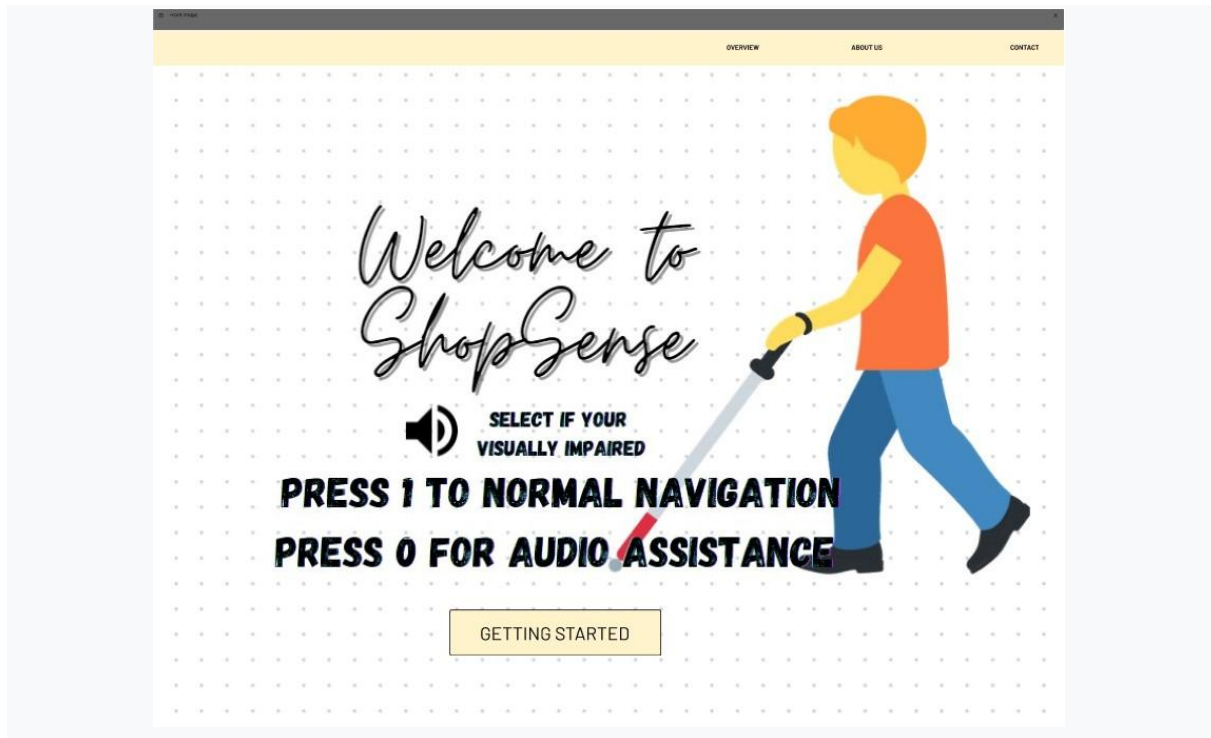 OVERVIEW ABOUT US CONTACT
Welcome to
ShopSense
SELECT IF YOUR
VISUALLY IMPAIRED
PRESS 1 TO NORMAL NAVIGATION
PRESS 0 FOR AUDIO ASSISTANCE
GETTING STARTED